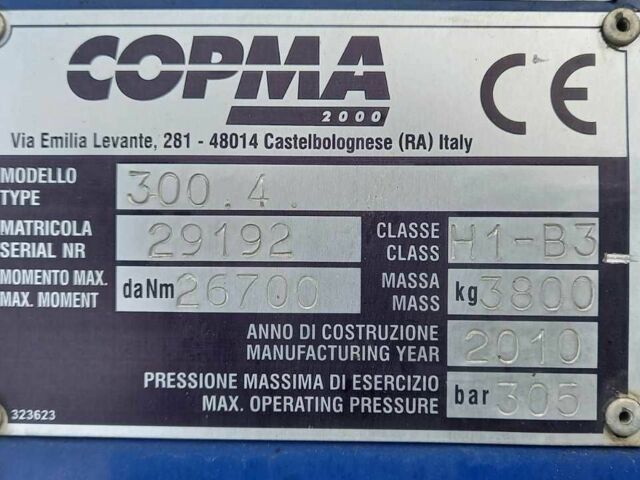 COPMA
2000
CE
Via Emilia Levante, 281 - 48014 Castelbolognese (RA) Italy
MODELLO
TYPE
300.4.
MATRICOLA
SERIAL NR
29192
CLASSE
CLASS
H1-B3
MOMENTO MAX.
MAX. MOMENT
daNm 26700
MASSA
MASS
kg 3800
ANNO DI COSTRUZIONE
MANUFACTURING YEAR
2010
PRESSIONE MASSIMA DI ESERCIZIO
MAX. OPERATING PRESSURE
bar 305
323623